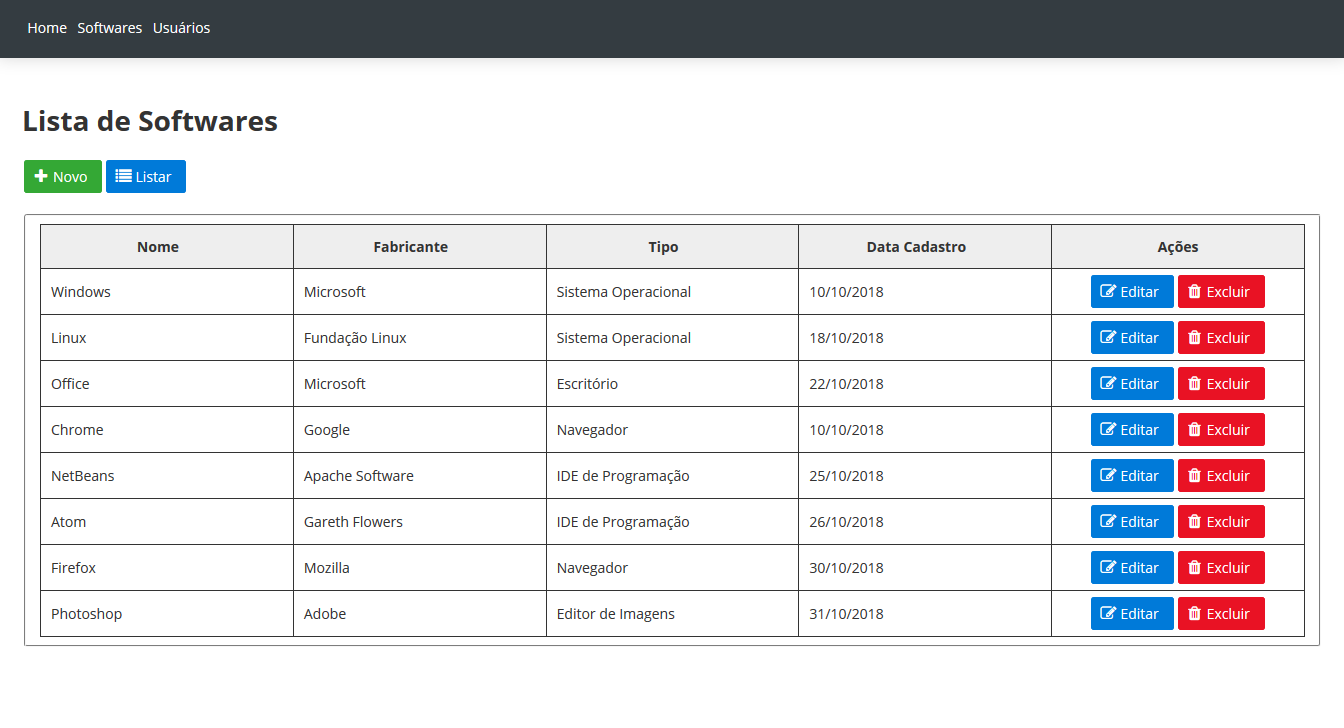 Home Softwares Usuários
Lista de Softwares
Novo Listar
Nome Fabricante Tipo Data Cadastro Ações
Windows Microsoft Sistema Operacional 10/10/2018 Editar Excluir
Linux Fundação Linux Sistema Operacional 18/10/2018 Editar Excluir
Office Microsoft Escritório 22/10/2018 Editar Excluir
Chrome Google Navegador 10/10/2018 Editar Excluir
NetBeans Apache Software IDE de Programação 25/10/2018 Editar Excluir
Atom Gareth Flowers IDE de Programação 26/10/2018 Editar Excluir
Firefox Mozilla Navegador 30/10/2018 Editar Excluir
Photoshop Adobe Editor de Imagens 31/10/2018 Editar Excluir